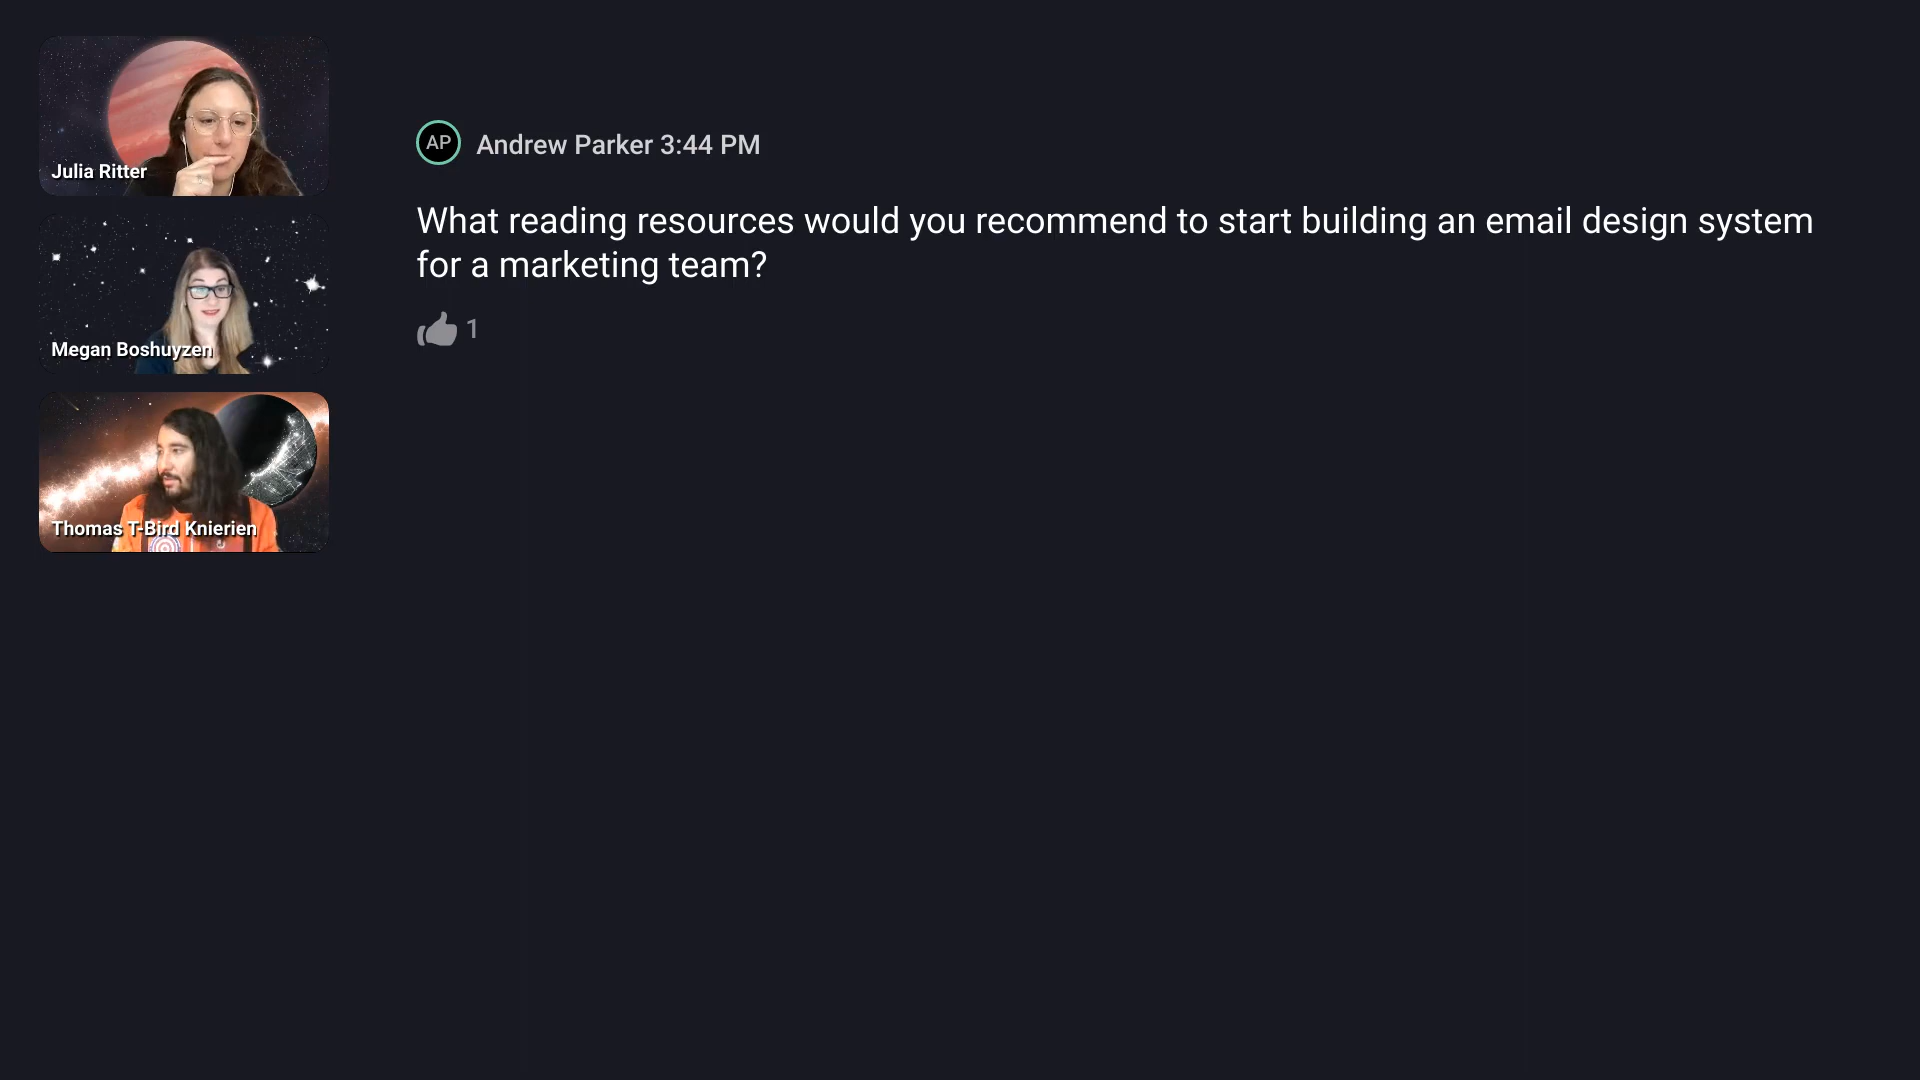 Julia Ritter
Megan Boshuyzen
Thomas T-Bird Knierien
AP
Andrew Parker 3:44 PM
What reading resources would you recommend to start building an email design system
for a marketing team?
1